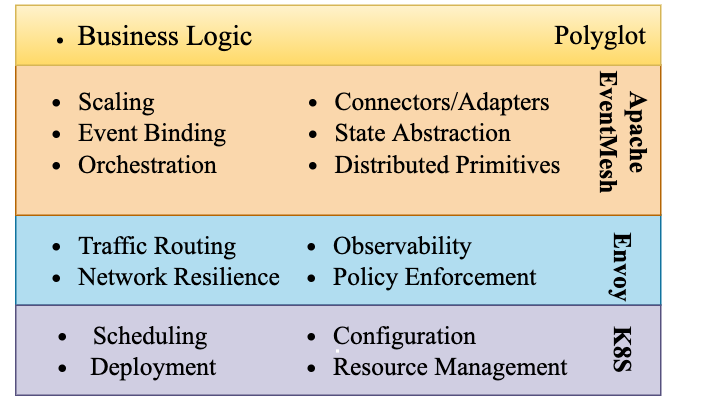 • Business Logic Polyglot
• Scaling • Connectors/Adapters
• Event Binding • State Abstraction
• Orchestration • Distributed Primitives
Apache
EventMesh
• Traffic Routing • Observability
• Network Resilience • Policy Enforcement
Envoy
• Scheduling • Configuration
• Deployment • Resource Management
K8S